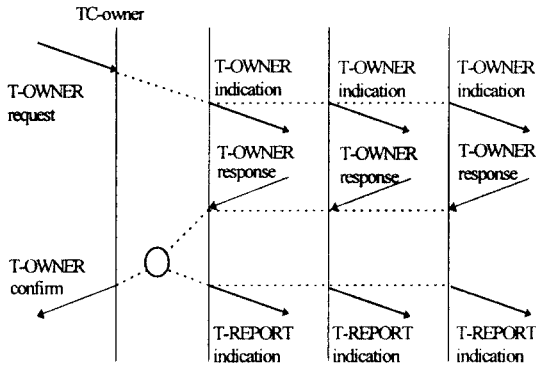 TC-owner
T-OWNER
request
T-OWNER
indication
T-OWNER
indication
T-OWNER
indication
T-OWNER
response
T-OWNER
response
T-OWNER
response
T-OWNER
confirm
T-REPORT
indication
T-REPORT
indication
T-REPORT
indication